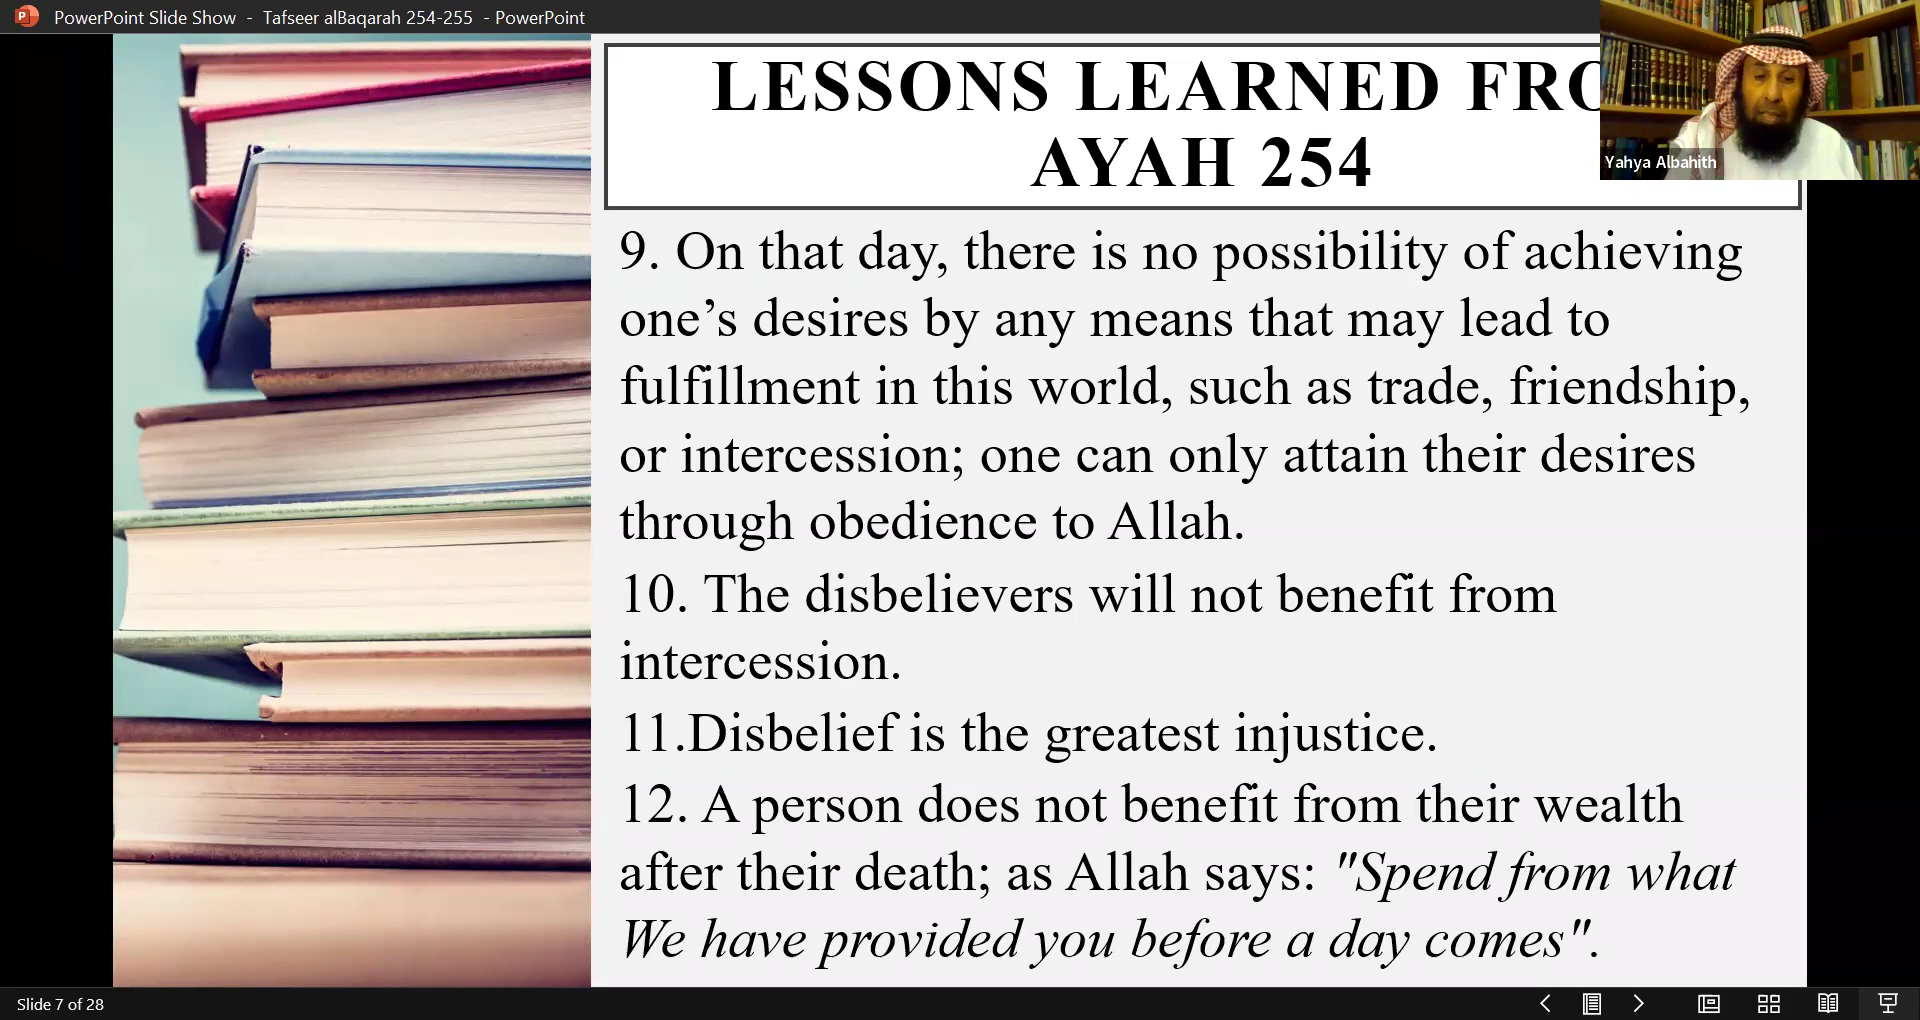 PowerPoint Slide Show - Tafseer alBaqarah 254-255 - PowerPoint
LESSONS LEARNED FRO
AYAH 254
Yahya Albahith
9. On that day, there is no possibility of achieving
one’s desires by any means that may lead to
fulfillment in this world, such as trade, friendship,
or intercession; one can only attain their desires
through obedience to Allah.
10. The disbelievers will not benefit from
intercession.
11.Disbelief is the greatest injustice.
12. A person does not benefit from their wealth
after their death; as Allah says: "Spend from what
We have provided you before a day comes".
Slide 7 of 28